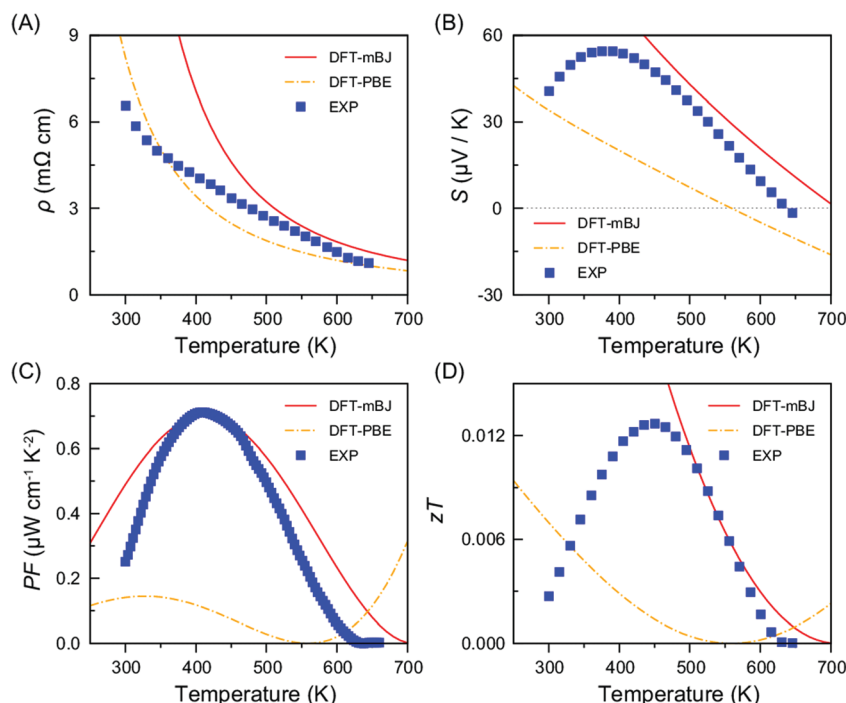 (A)
9
6
3
0
ρ (mΩ cm)
DFT-mBJ
DFT-PBE
EXP
300
400
500
600
700
Temperature (K)
(B)
60
30
0
-30
S (µV / K)
DFT-mBJ
DFT-PBE
EXP
300
400
500
600
700
Temperature (K)
(C)
0.8
0.6
0.4
0.2
0.0
PF (µW cm⁻¹ K⁻²)
DFT-mBJ
DFT-PBE
EXP
300
400
500
600
700
Temperature (K)
(D)
0.012
0.006
0.000
zT
DFT-mBJ
DFT-PBE
EXP
300
400
500
600
700
Temperature (K)